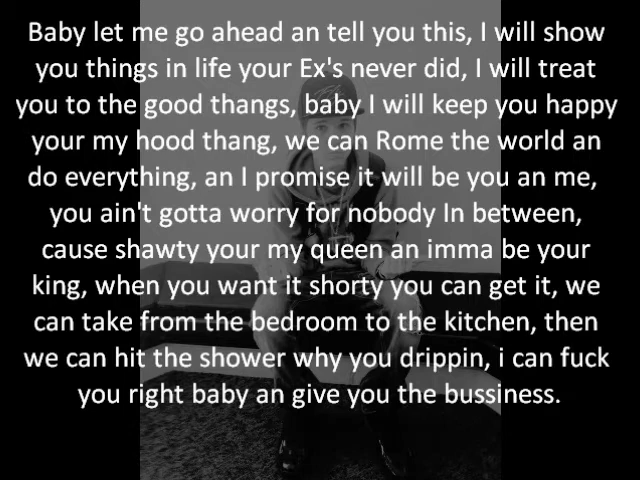 Baby let me go ahead an tell you this, I will show
you things in life your Ex's never did, I will treat
you to the good thangs, baby I will keep you happy
your my hood thang, we can Rome the world an
do everything, an I promise it will be you an me,
you ain't gotta worry for nobody In between,
cause shawty your my queen an imma be your
king, when you want it shorty you can get it, we
can take from the bedroom to the kitchen, then
we can hit the shower why you drippin, i can fuck
you right baby an give you the bussiness.